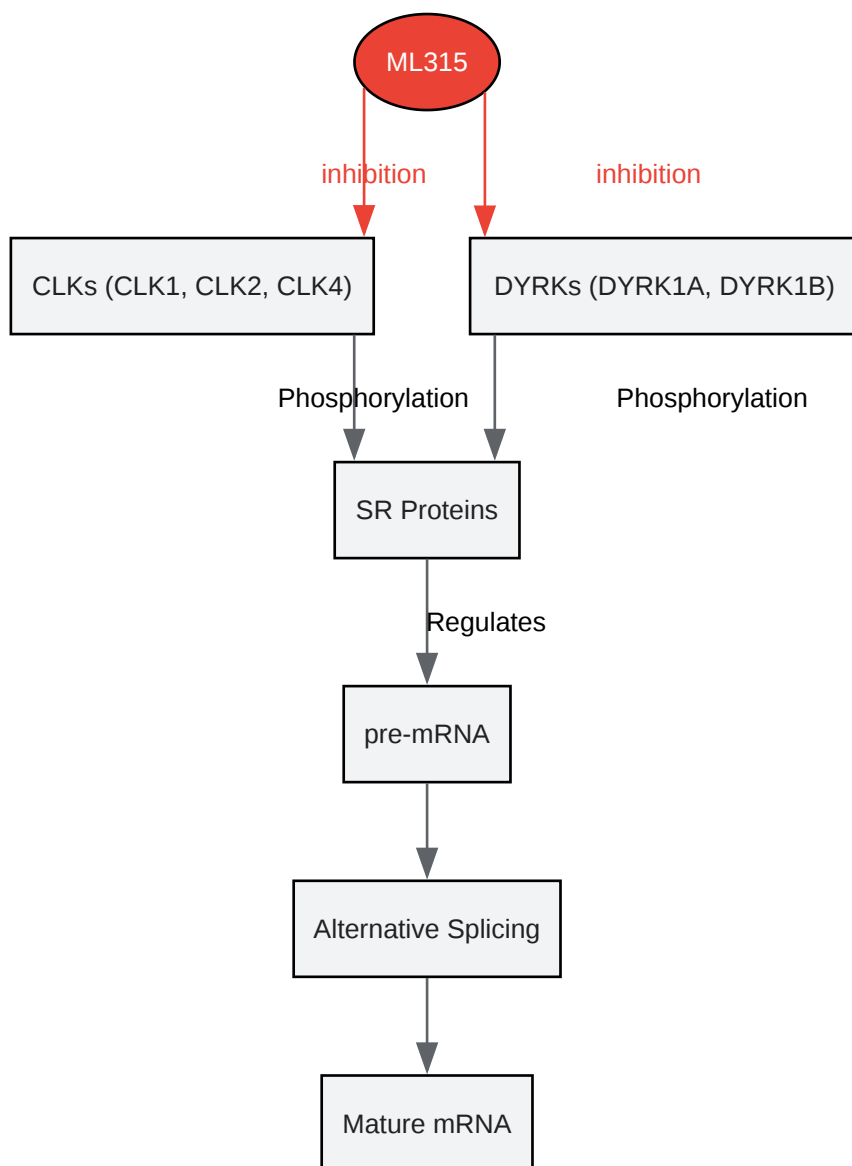 ML315
inhibition
inhibition
CLKs (CLK1, CLK2, CLK4)
DYRKs (DYRK1A, DYRK1B)
Phosphorylation
Phosphorylation
SR Proteins
Regulates
pre-mRNA
Alternative Splicing
Mature mRNA